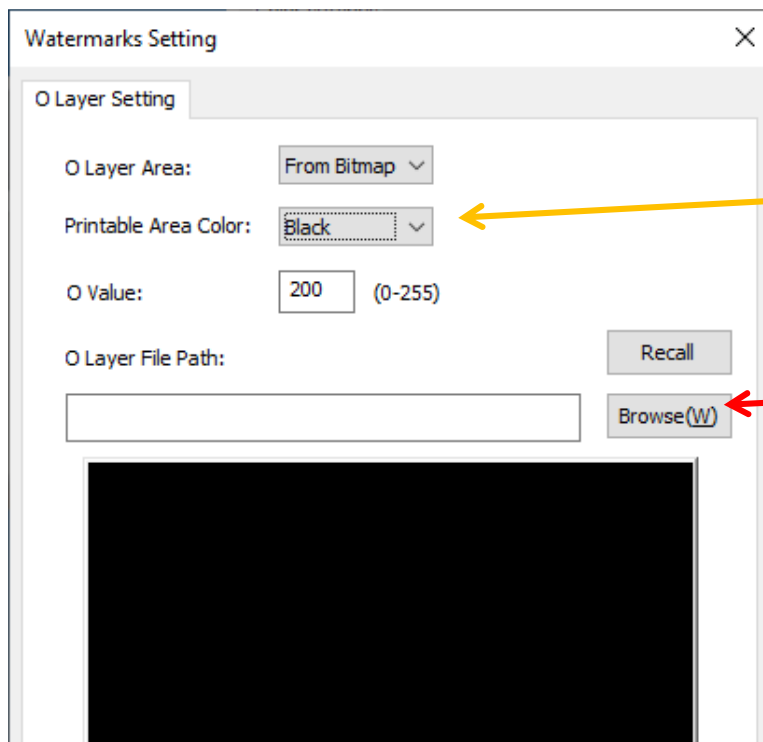 Watermarks Setting
O Layer Setting
O Layer Area: From Bitmap
Printable Area Color: Black
O Value: 200 (0-255)
Recall
O Layer File Path:
Browse(W)